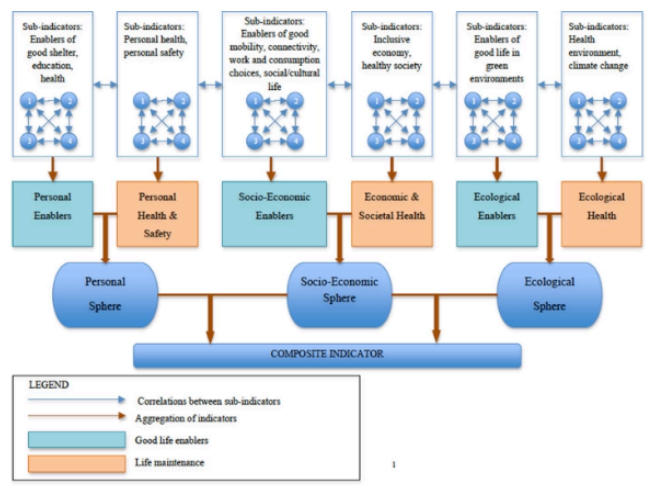 Sub-indicators:
Enablers of
good shelter,
education,
health
Sub-indicators:
Personal health,
personal safety
Sub-indicators:
Enablers of good
mobility, connectivity,
work and consumption
choices, social/cultural
life
Sub-indicators:
Inclusive
economy,
healthy society
Sub-indicators:
Enablers of
good life in
green
environments
Sub-indicators:
Health
environment,
climate change
1 2
3 4
1 2
3 4
1 2
3 4
1 2
3 4
1 2
3 4
1 2
3 4
Personal
Enablers
Personal
Health &
Safety
Socio-Economic
Enablers
Economic &
Societal Health
Ecological
Enablers
Ecological
Health
Personal
Sphere
Socio-Economic
Sphere
Ecological
Sphere
COMPOSITE INDICATOR
LEGEND
Correlations between sub-indicators
Aggregation of indicators
Good life enablers
Life maintenance
1